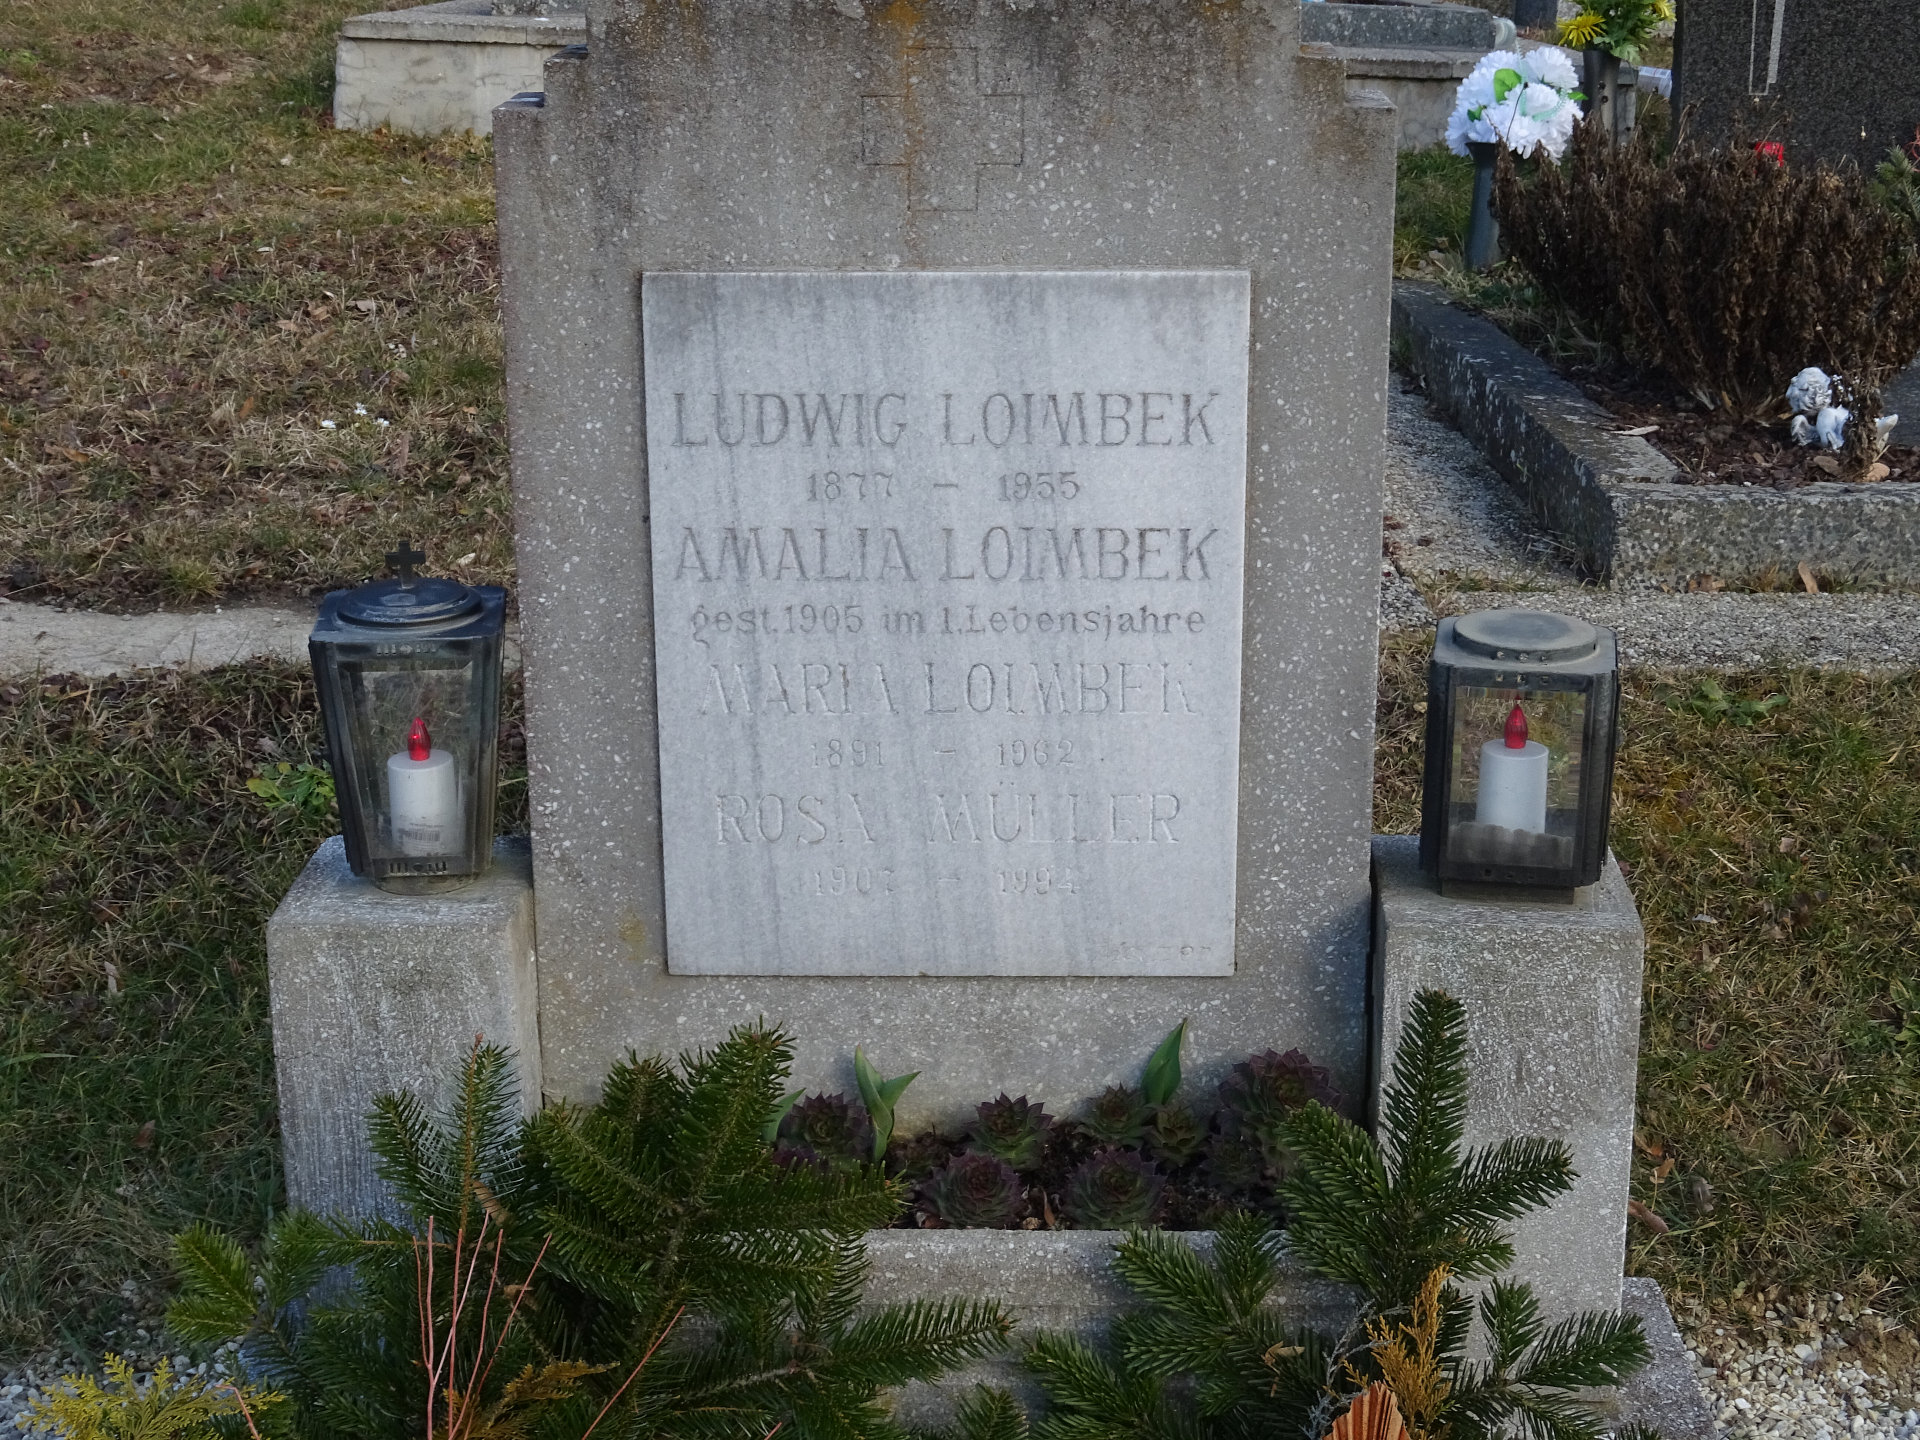 LUDWIG LOIMBEK
1877 - 1955
AMALIA LOIMBEK
gest. 1905 im 1. Lebensjahre
MARIA LOIMBEK
1891 - 1962
ROSA MÜLLER
1907 - 1994